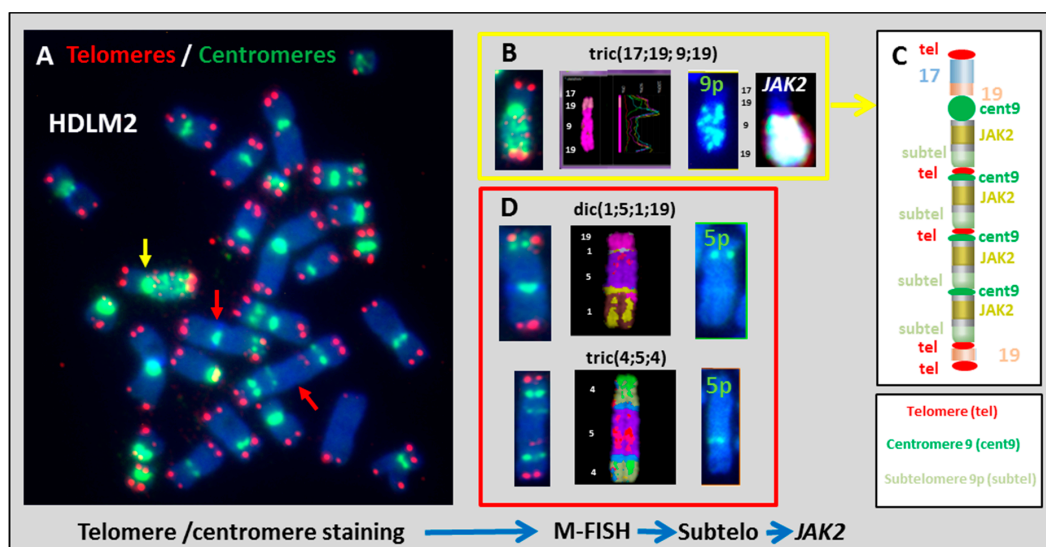 A Telomeres / Centromeres
HDLM2
B
tric(17;19; 9;19)
17
19
9
19
9p
JAK2
17
19
9
19
C
tel
17
19
cent9
JAK2
subtel
tel
cent9
JAK2
subtel
tel
cent9
JAK2
subtel
cent9
JAK2
subtel
tel
19
tel
D
dic(1;5;1;19)
19
1
5
1
5p
tric(4;5;4)
4
5
4
5p
Telomere (tel)
Centromere 9 (cent9)
Subtelomere 9p (subtel)
Telomere /centromere staining
M-FISH
Subtelo
JAK2